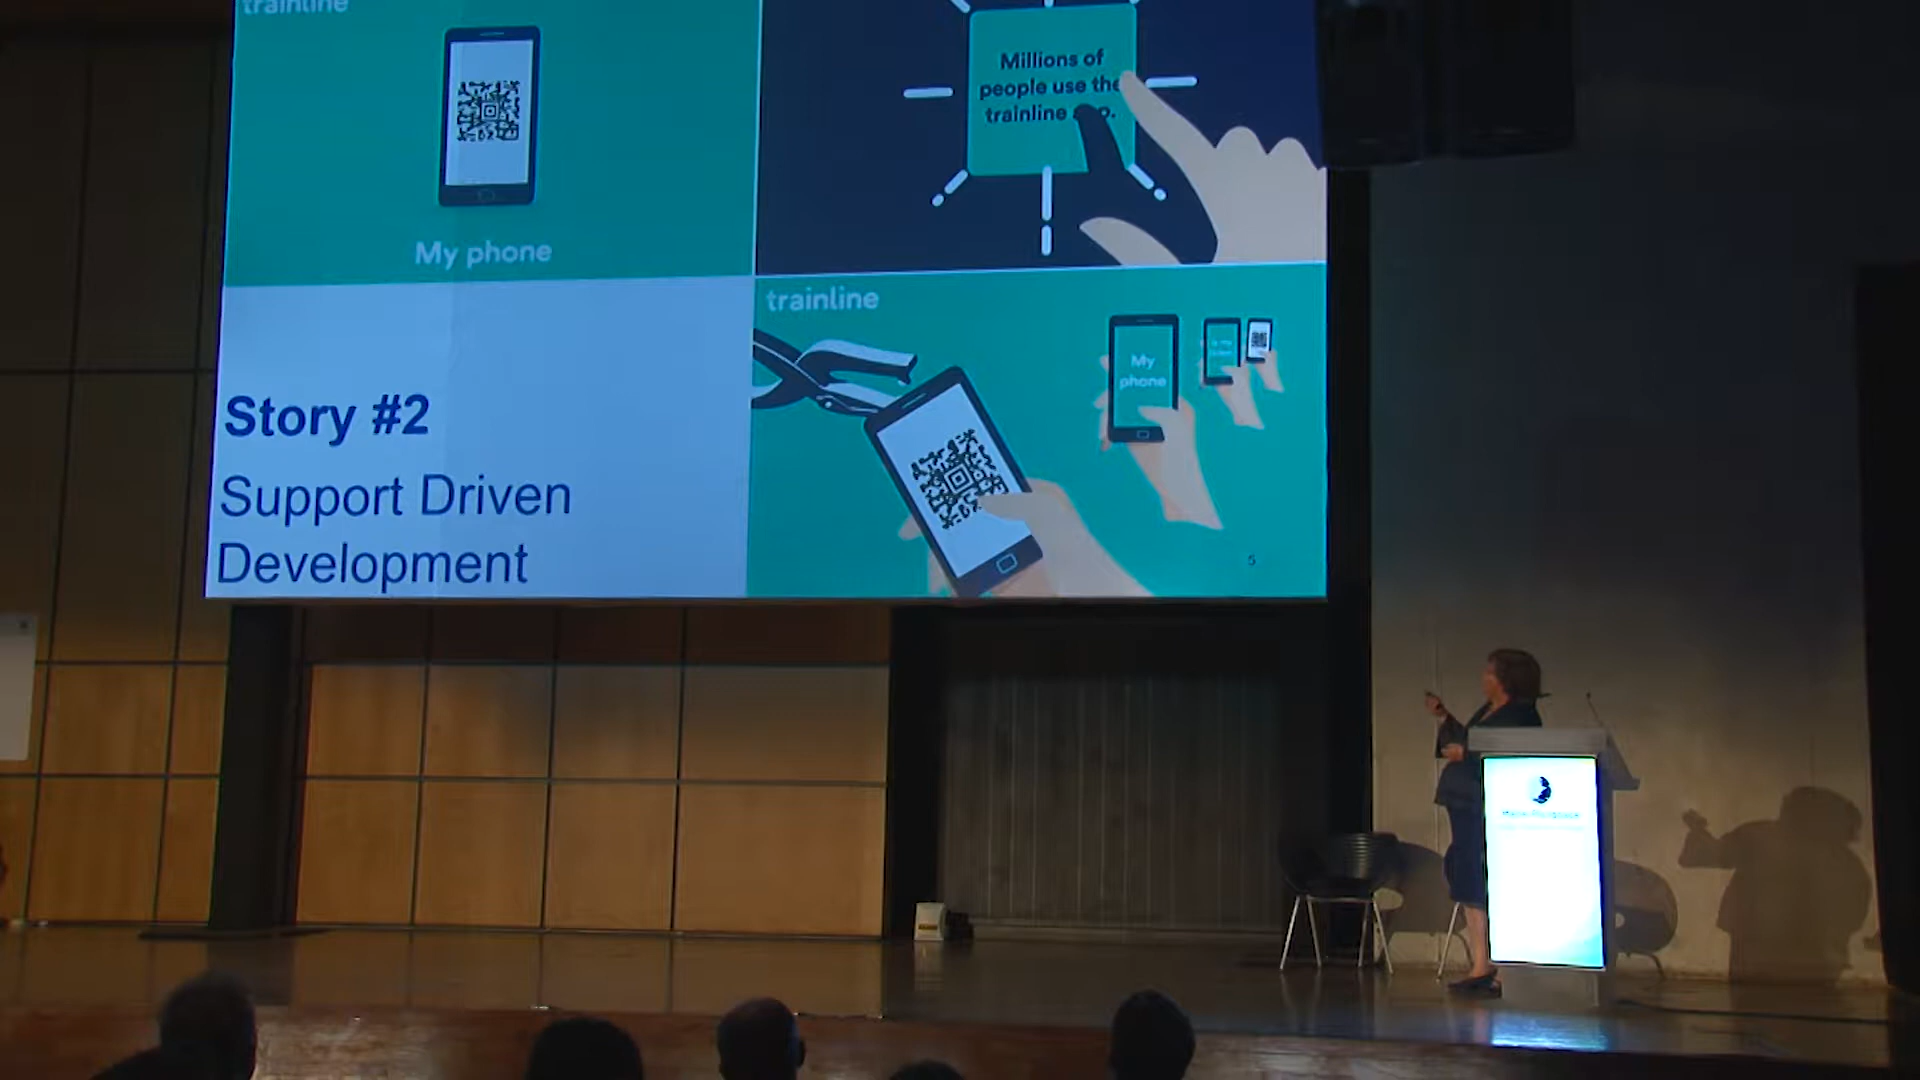 trainline
My phone
Millions of
people use the
trainline
Story #2
Support Driven
Development
trainline
My
phone
5